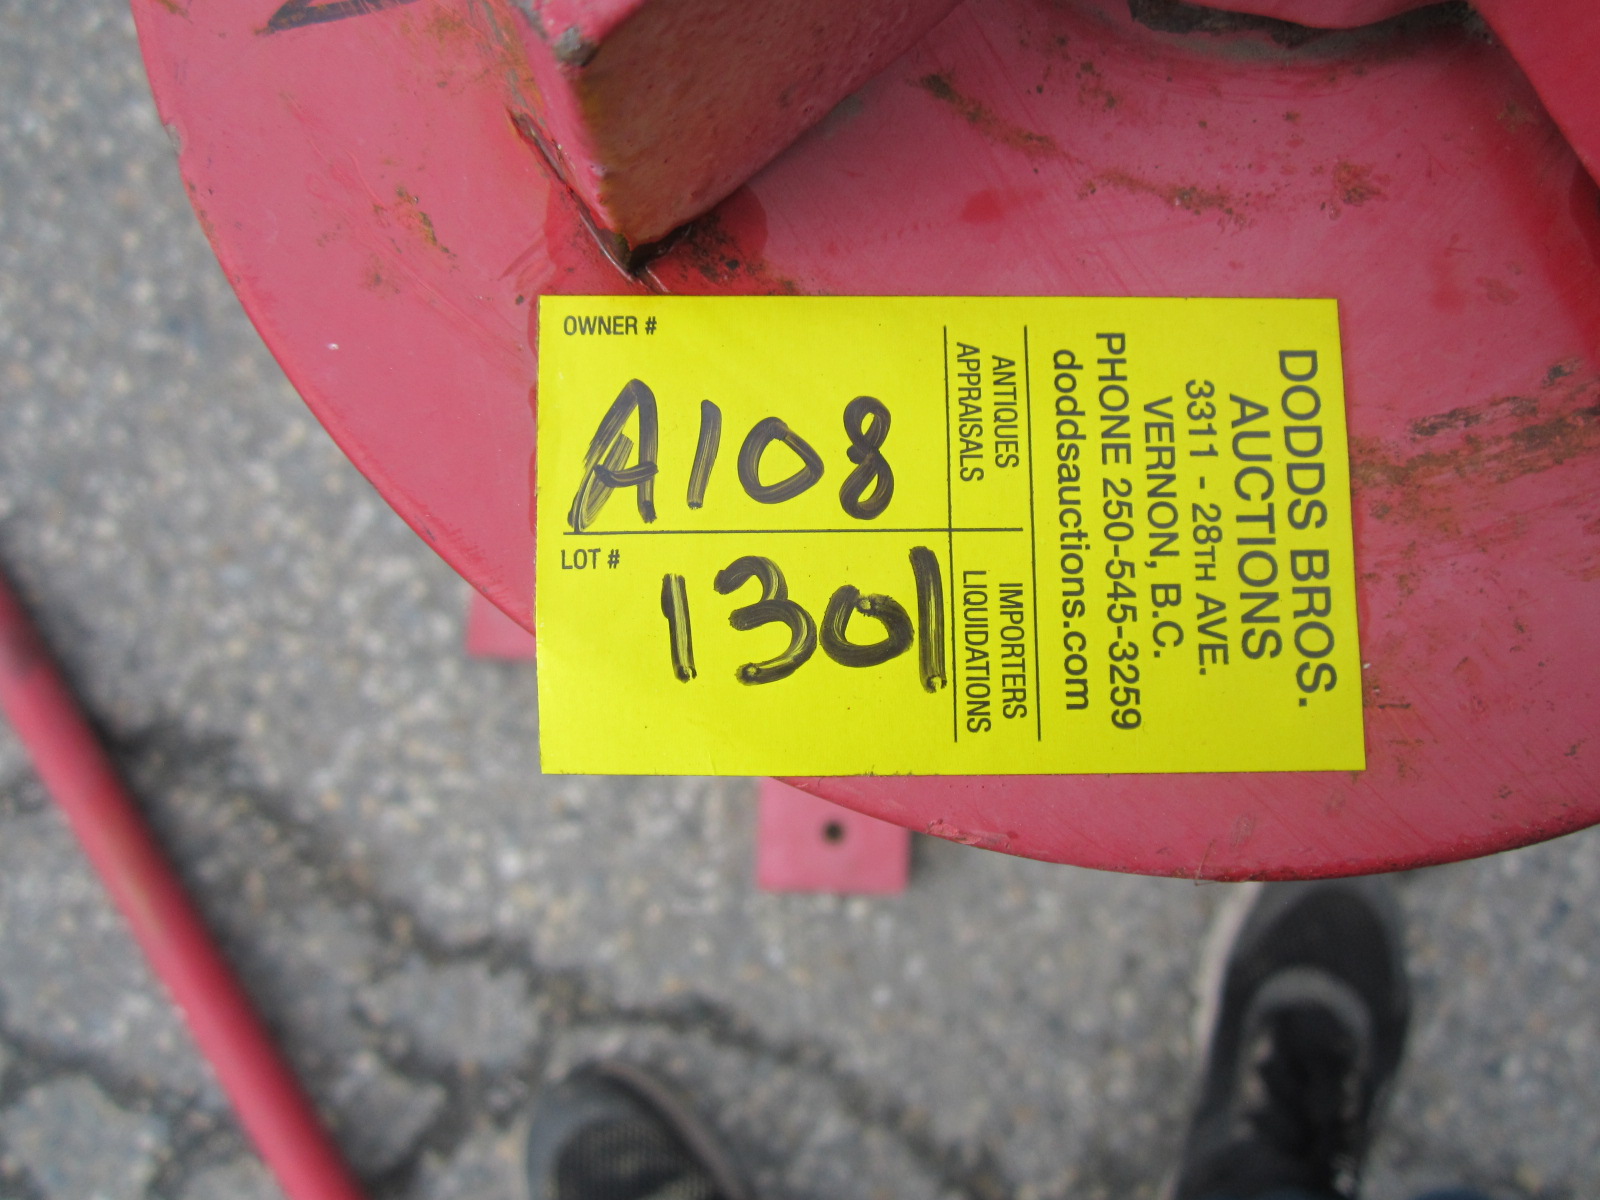 OWNER #
A108
LOT #
1301
DODDS BROS.
AUCTIONS
3311 - 28TH AVE.
VERNON, B.C.
PHONE 250-545-3259
doddsauctions.com
ANTIQUES
APPRAISALS
IMPORTERS
LIQUIDATIONS